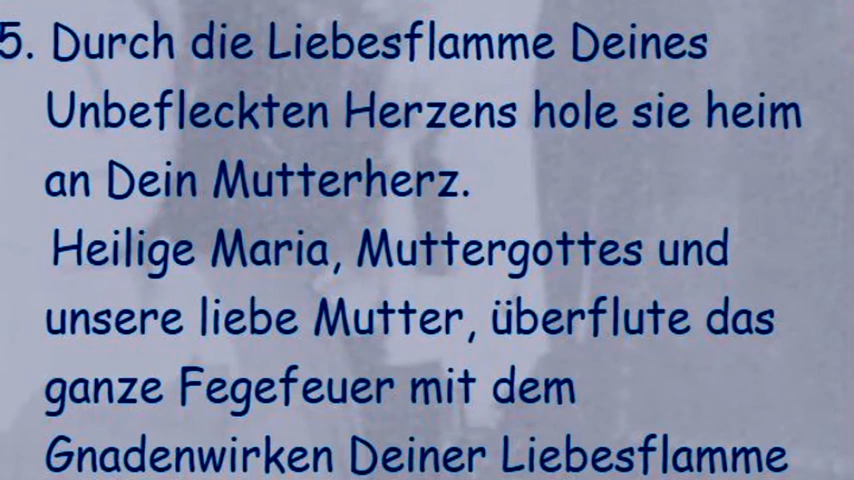 5. Durch die Liebesflamme Deines
Unbefleckten Herzens hole sie heim
an Dein Mutterherz.
Heilige Maria, Muttergottes und
unsere liebe Mutter, überflute das
ganze Fegefeuer mit dem
Gnadenwirken Deiner Liebesflamme